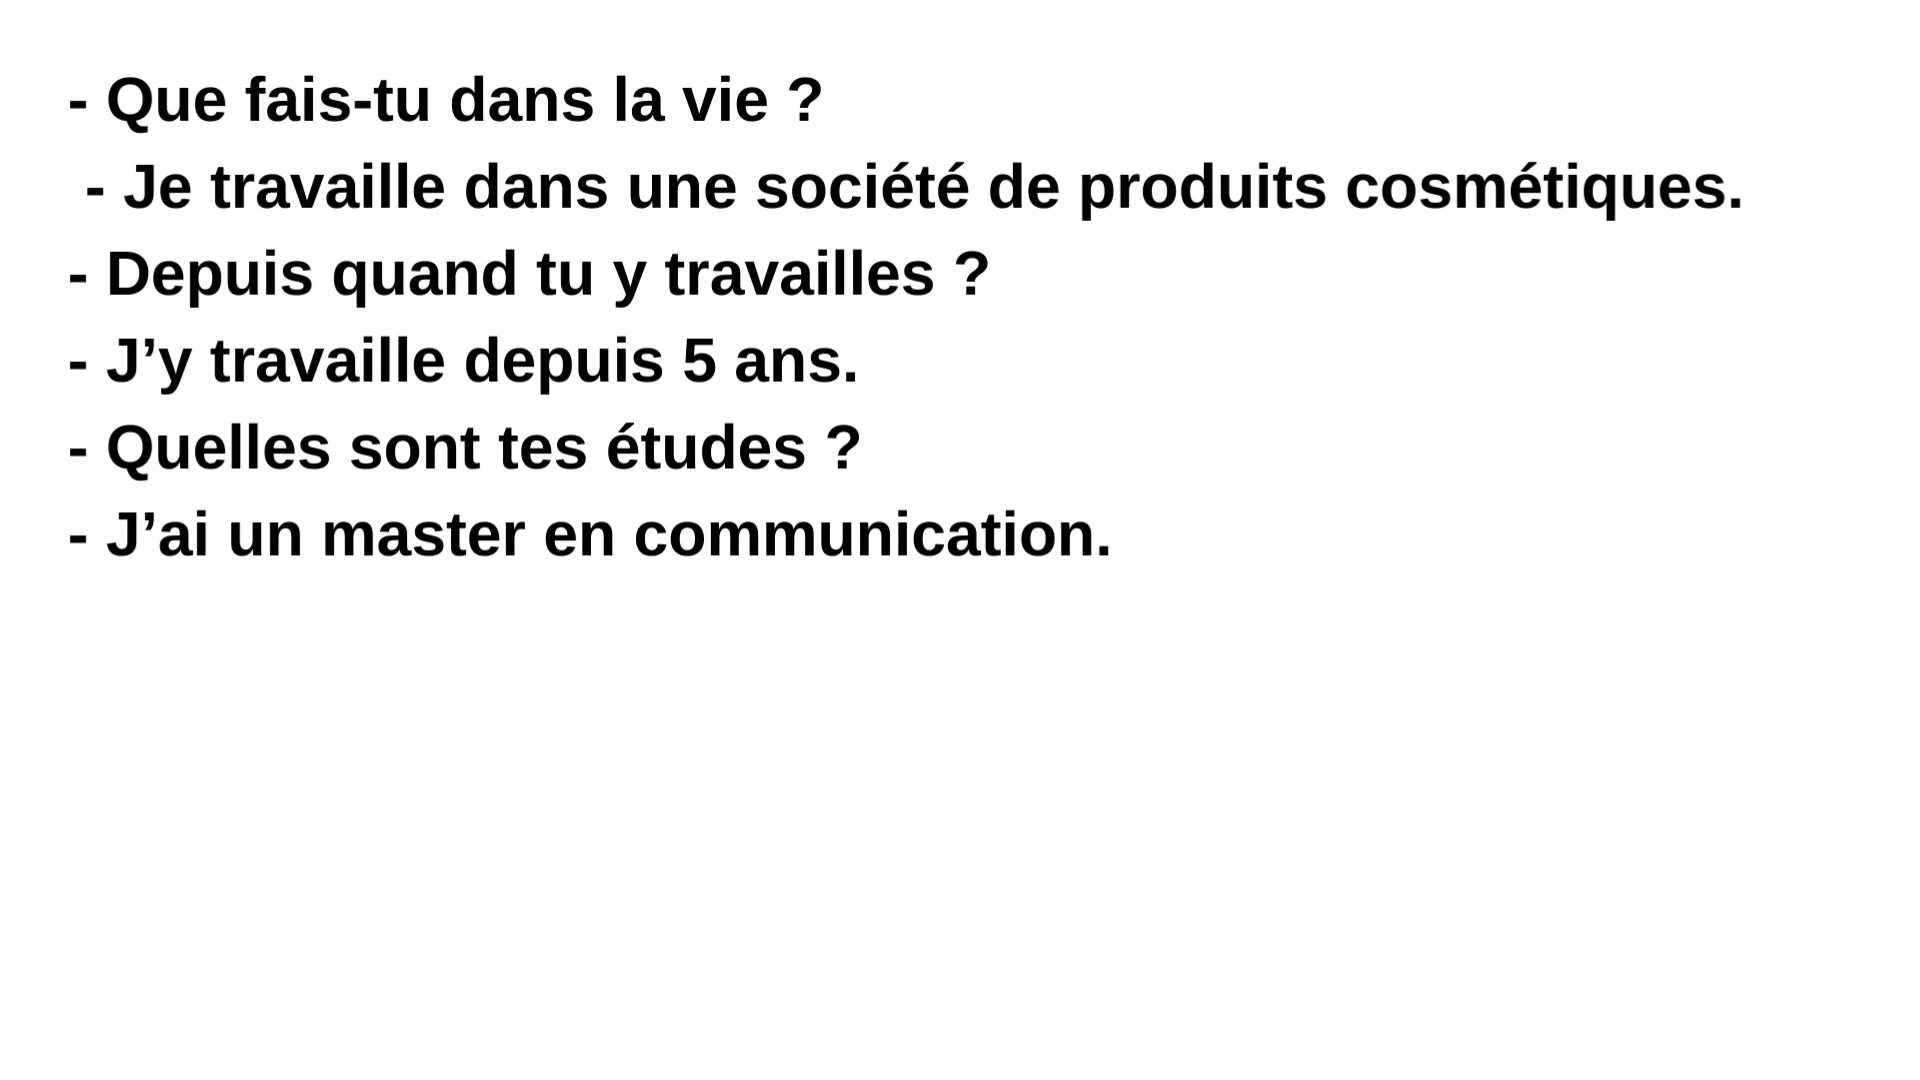 - Que fais-tu dans la vie ?
- Je travaille dans une société de produits cosmétiques.
- Depuis quand tu y travailles ?
- J’y travaille depuis 5 ans.
- Quelles sont tes études ?
- J’ai un master en communication.